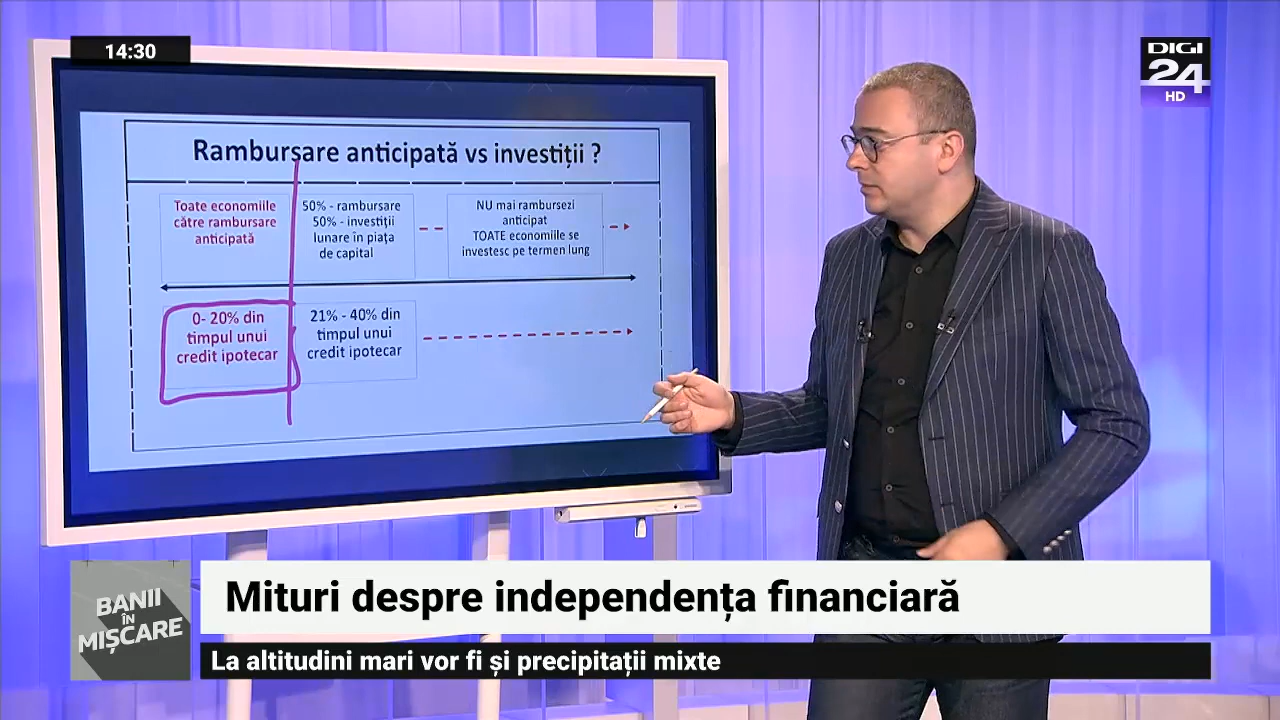 14:30
DIGI
24
HD
Rambursare anticipată vs investiții ?
Toate economiile
către rambursare
anticipată
50% - rambursare
50% - investiții
lunare în piața
de capital
NU mai rambursezi
anticipat
TOATE economiile se
investesc pe termen lung
0- 20% din
timpul unui
credit ipotecar
21% - 40% din
timpul unui
credit ipotecar
BANII
ÎN
MIȘCARE
Mituri despre independența financiară
La altitudini mari vor fi și precipitații mixte